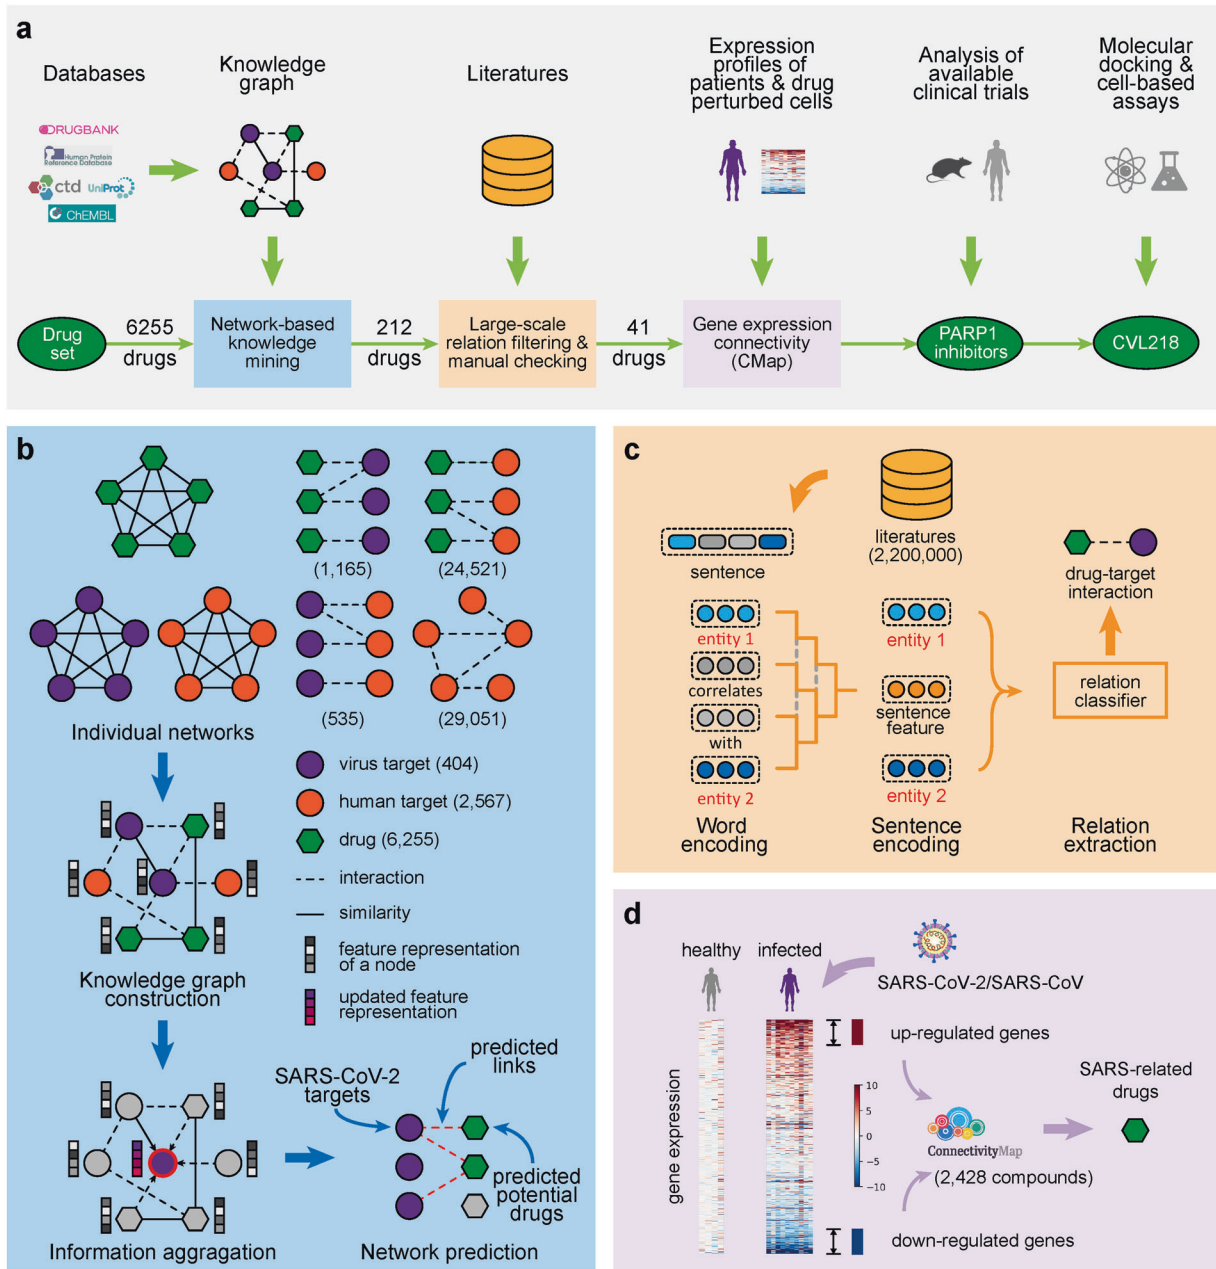 a
Databases
Knowledge
graph
Literatures
Expression
profiles of
patients & drug
perturbed cells
Analysis of
available
clinical trials
Molecular
docking &
cell-based
assays
DRUGBANK
Human Protein
Reference Database
ctd
UniProt
ChEMBL
Drug
set
6255
drugs
Network-based
knowledge
mining
212
drugs
Large-scale
relation filtering &
manual checking
41
drugs
Gene expression
connectivity
(CMap)
PARP1
inhibitors
CVL218
b
(1,165)
(24,521)
(535)
(29,051)
Individual networks
virus target (404)
human target (2,567)
drug (6,255)
interaction
similarity
feature representation
of a node
updated feature
representation
Knowledge graph
construction
Information aggragation
SARS-CoV-2
targets
predicted
links
predicted
potential
drugs
Network prediction
c
literatures
(2,200,000)
sentence
entity 1
correlates
with
entity 2
Word
encoding
entity 1
sentence
feature
entity 2
Sentence
encoding
drug-target
interaction
relation
classifier
Relation
extraction
d
healthy
infected
SARS-CoV-2/SARS-CoV
gene expression
up-regulated genes
10
5
0
−5
−10
ConnectivityMap
(2,428 compounds)
SARS-related
drugs
down-regulated genes